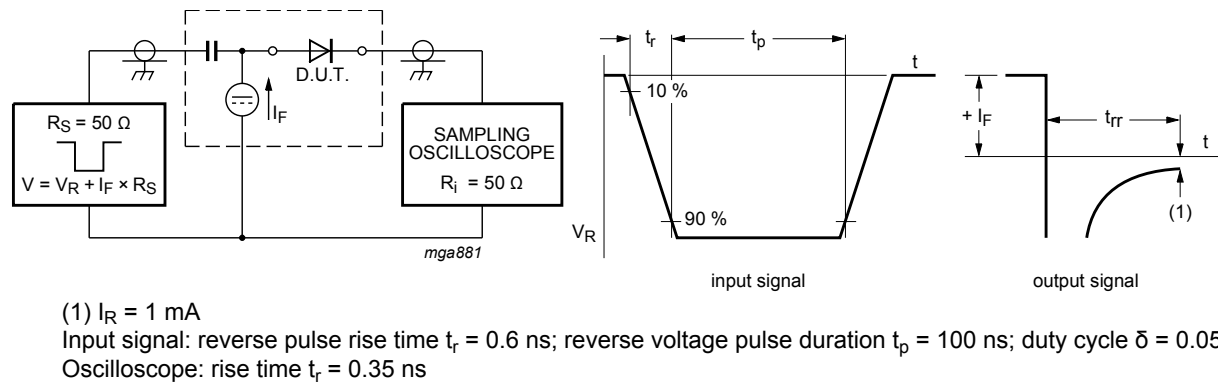 D.U.T.
I_F
R_S = 50 Ω
V = V_R + I_F × R_S
SAMPLING
OSCILLOSCOPE
R_i = 50 Ω
mga881
t_r
t_p
t
10 %
90 %
V_R
input signal
+ I_F
t_rr
t
(1)
output signal
(1) I_R = 1 mA
Input signal: reverse pulse rise time t_r = 0.6 ns; reverse voltage pulse duration t_p = 100 ns; duty cycle δ = 0.05
Oscilloscope: rise time t_r = 0.35 ns